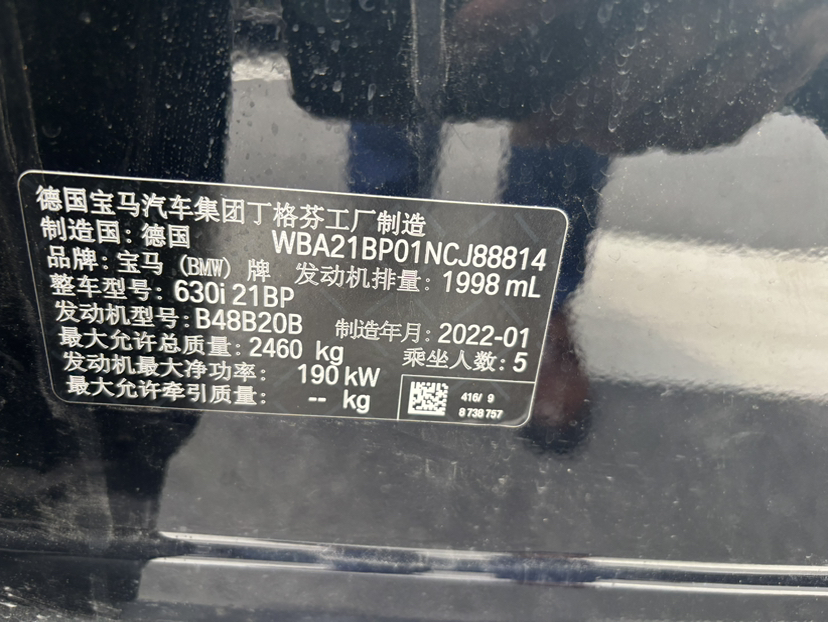 德国宝马汽车集团丁格芬工厂制造
制造国：德国 WBA21BP01NCJ88814
品牌：宝马 (BMW) 牌 发动机排量：1998 mL
整车型号：630i 21BP
发动机型号：B48B20B 制造年月：2022-01
最大允许总质量：2460 kg 乘坐人数：5
发动机最大净功率： 190 kW
最大允许牵引质量： -- kg
416/ 9
8 738 757